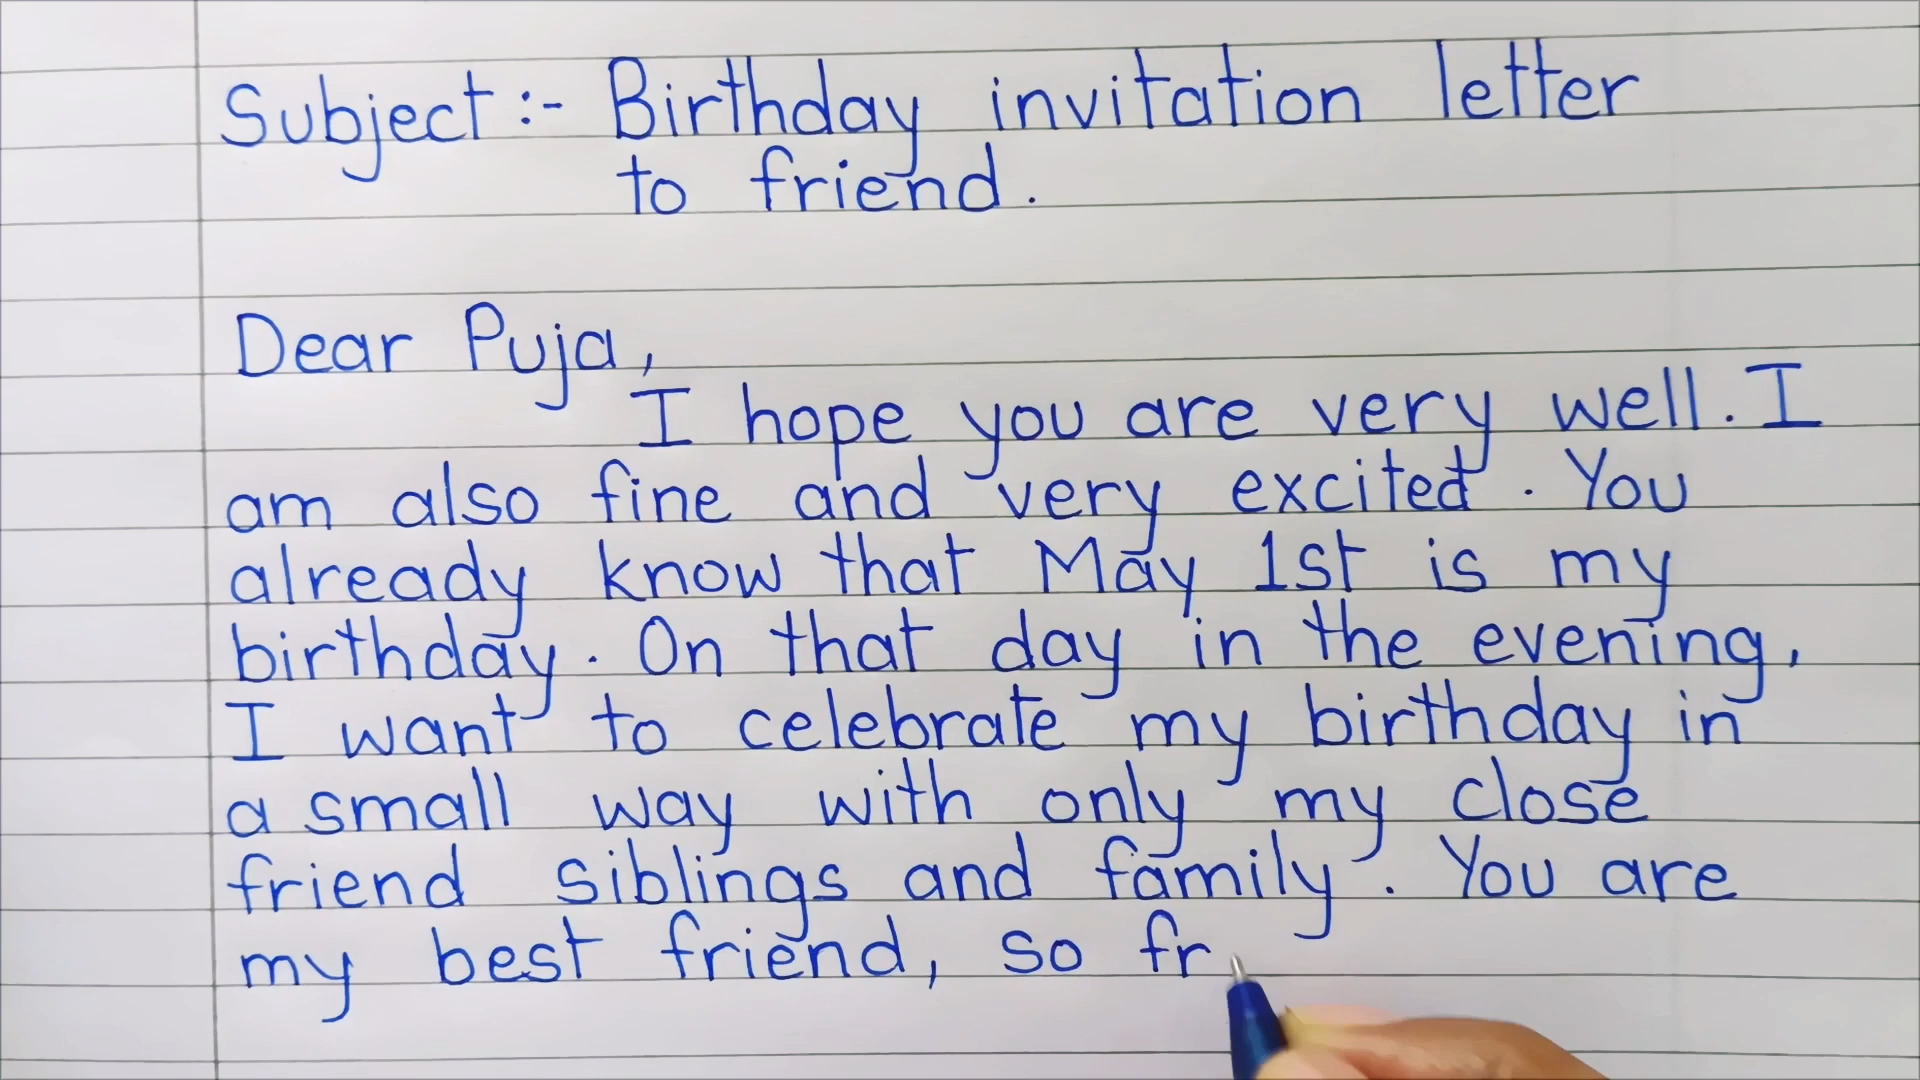 Subject :- Birthday invitation letter
to friend.
Dear Puja,
I hope you are very well. I
am also fine and very excited. You
already know that May 1st is my
birthday. On that day in the evening,
I want to celebrate my birthday in
a small way with only my close
friend siblings and family. You are
my best friend, so fr